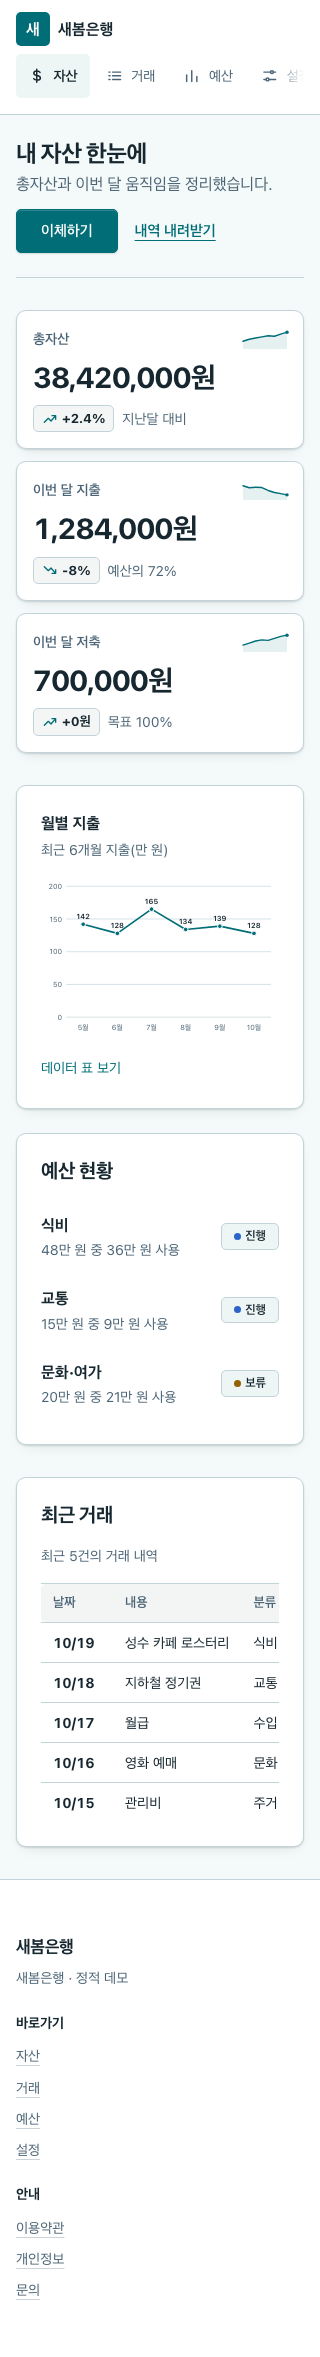 새 새봄은행
자산 거래 예산 설
내 자산 한눈에
총자산과 이번 달 움직임을 정리했습니다.
이체하기 내역 내려받기
총자산
38,420,000원
+2.4% 지난달 대비
이번 달 지출
1,284,000원
-8% 예산의 72%
이번 달 저축
700,000원
+0원 목표 100%
월별 지출
최근 6개월 지출(만 원)
200
150
100
50
0
142 128 165 134 139 128
5월 6월 7월 8월 9월 10월
데이터 표 보기
예산 현황
식비
48만 원 중 36만 원 사용
진행
교통
15만 원 중 9만 원 사용
진행
문화·여가
20만 원 중 21만 원 사용
보류
최근 거래
최근 5건의 거래 내역
날짜 내용 분류
10/19 성수 카페 로스터리 식비
10/18 지하철 정기권 교통
10/17 월급 수입
10/16 영화 예매 문화
10/15 관리비 주거
새봄은행
새봄은행 · 정적 데모
바로가기
자산
거래
예산
설정
안내
이용약관
개인정보
문의